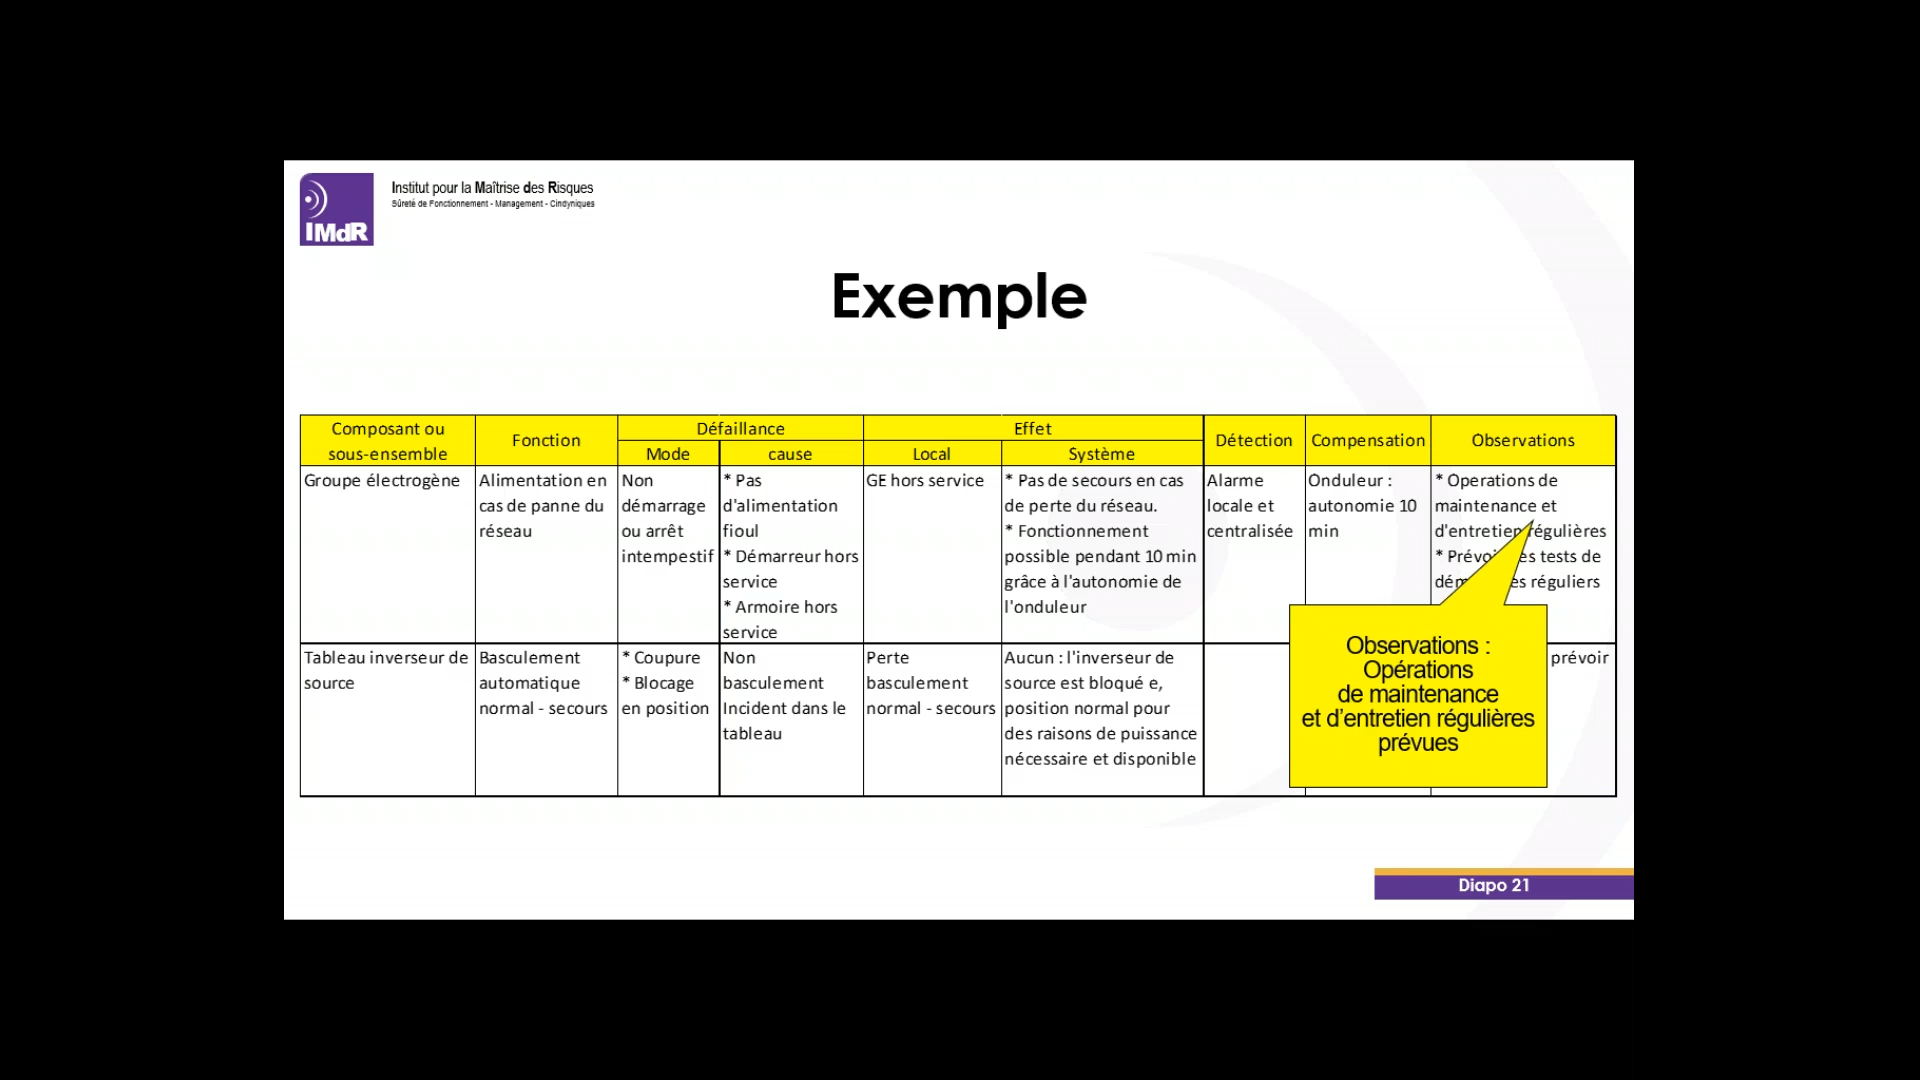 IMdR
Institut pour la Maîtrise des Risques
Sûreté de Fonctionnement - Management - Cindyniques
Exemple
Composant ou
sous-ensemble
Fonction
Défaillance
Mode
cause
Effet
Local
Système
Détection
Compensation
Observations
Groupe électrogène
Alimentation en
cas de panne du
réseau
Non
démarrage
ou arrêt
intempestif
* Pas
d'alimentation
fioul
* Démarreur hors
service
* Armoire hors
service
GE hors service
* Pas de secours en cas
de perte du réseau.
* Fonctionnement
possible pendant 10 min
grâce à l'autonomie de
l'onduleur
Alarme
locale et
centralisée
Onduleur :
autonomie 10
min
* Operations de
maintenance et
d'entretien régulières
* tests de
réguliers
Tableau inverseur de
source
Basculement
automatique
normal - secours
* Coupure
* Blocage
en position
Non
basculement
Incident dans le
tableau
Perte
basculement
normal - secours
Aucun : l'inverseur de
source est bloqué e,
position normal pour
des raisons de puissance
nécessaire et disponible
prévoir
Observations :
Opérations
de maintenance
et d'entretien régulières
prévues
Diapo 21